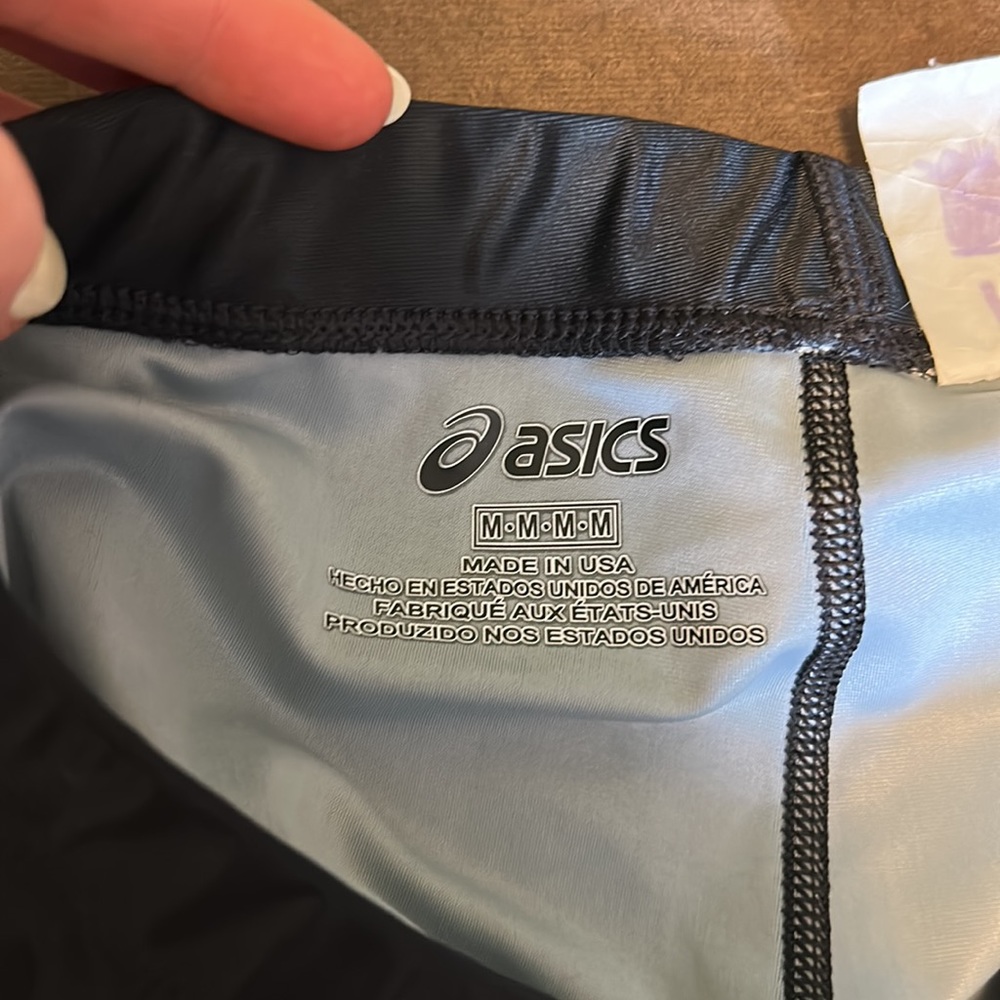 asics
M•M•M•M
MADE IN USA
HECHO EN ESTADOS UNIDOS DE AMÉRICA
FABRIQUÉ AUX ÉTATS-UNIS
PRODUZIDO NOS ESTADOS UNIDOS